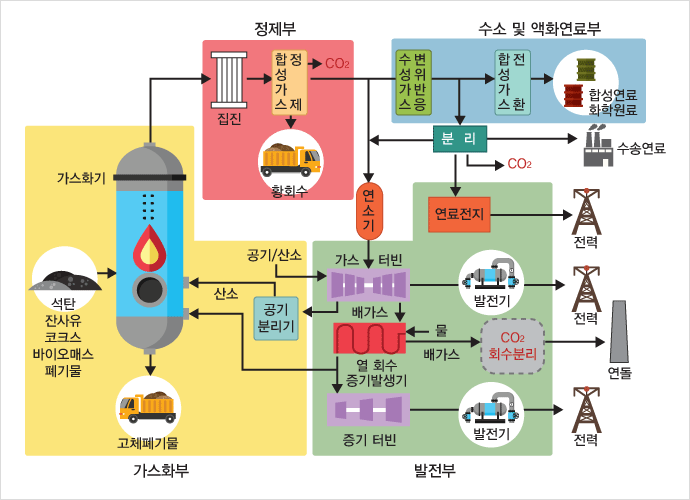 정제부
수소 및 액화연료부
집진
합성가스 정제
CO₂
황회수
수성가스 변위반응
합성가스 전환
합성연료
화학원료
분 리
수송연료
CO₂
가스화기
석탄
잔사유
코크스
바이오매스
폐기물
고체폐기물
가스화부
공기/산소
산소
공기
분리기
연소기
연료전지
전력
가스 터빈
발전기
전력
배가스
물
배가스
열 회수
증기발생기
CO₂
회수분리
연돌
증기 터빈
발전기
전력
발전부